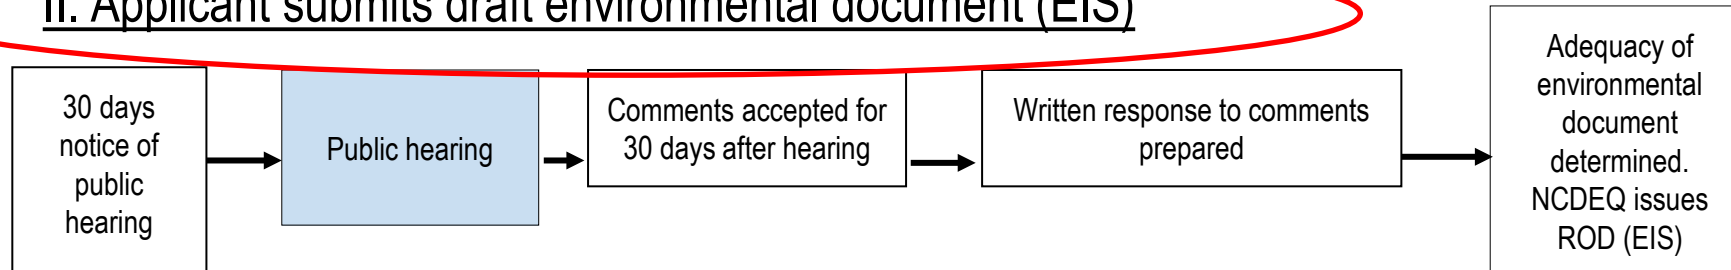 II. Applicant submits draft environmental document (EIS)
30 days
notice of
public
hearing
Public hearing
Comments accepted for
30 days after hearing
Written response to comments
prepared
Adequacy of
environmental
document
determined.
NCDEQ issues
ROD (EIS)